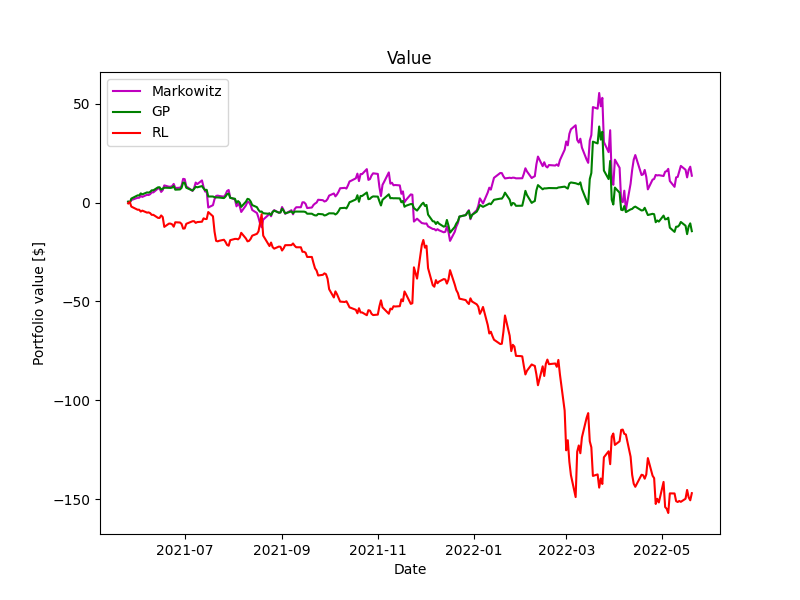 Value
Markowitz
GP
RL
50
0
−50
−100
−150
Portfolio value [$]
2021-07
2021-09
2021-11
2022-01
2022-03
2022-05
Date